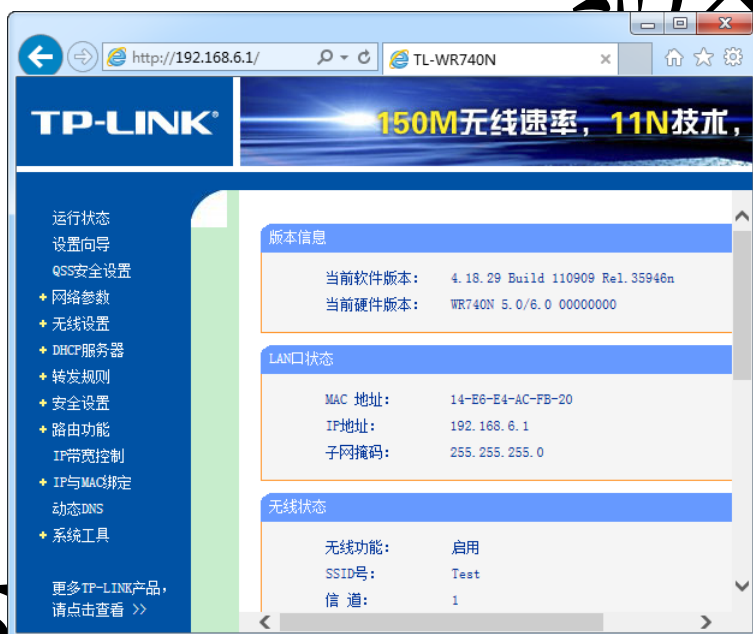 http://192.168.6.1/
TL-WR740N
TP-LINK®
150M无线速率，11N技术，
运行状态
设置向导
QSS安全设置
+ 网络参数
+ 无线设置
+ DHCP服务器
+ 转发规则
+ 安全设置
+ 路由功能
IP带宽控制
+ IP与MAC绑定
动态DNS
+ 系统工具
更多TP-LINK产品，
请点击查看 >>
版本信息
当前软件版本： 4.18.29 Build 110909 Rel.35946n
当前硬件版本： WR740N 5.0/6.0 00000000
LAN口状态
MAC 地址： 14-E6-E4-AC-FB-20
IP地址： 192.168.6.1
子网掩码： 255.255.255.0
无线状态
无线功能： 启用
SSID号： Test
信 道： 1